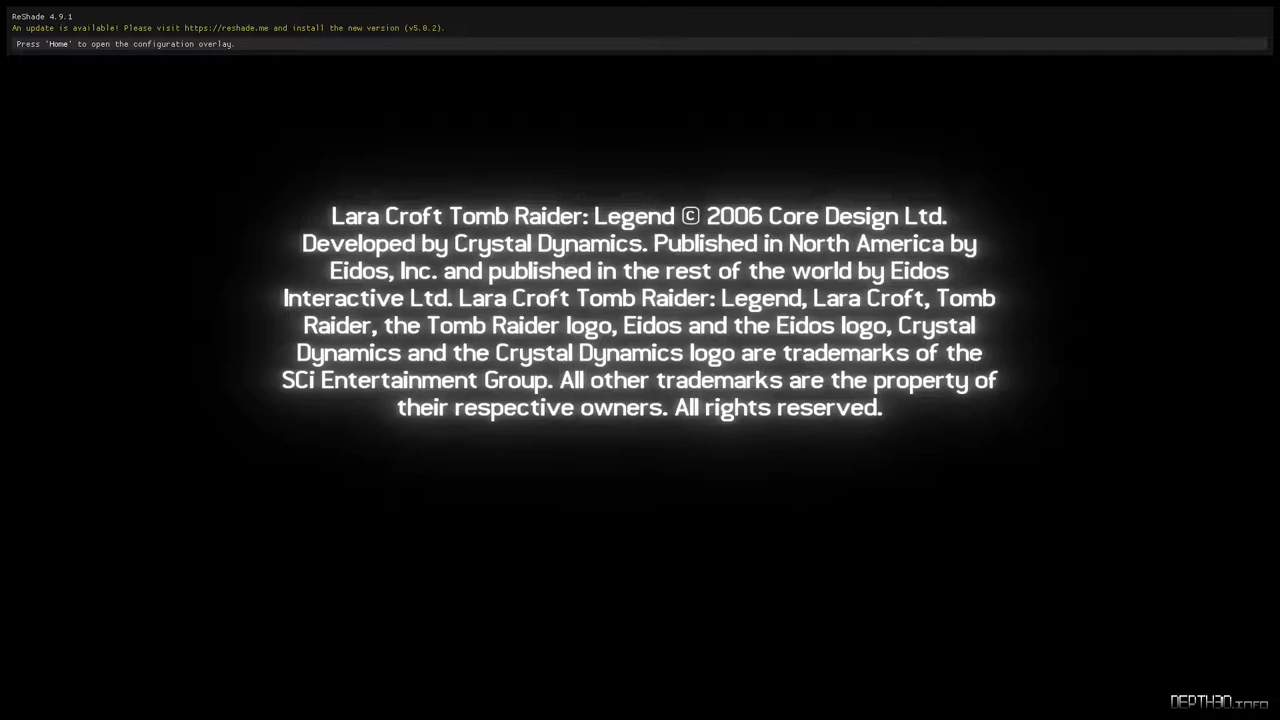 ReShade 4.9.1
An update is available! Please visit https://reshade.me and install the new version (v5.0.2).
Press 'Home' to open the configuration overlay.
Lara Croft Tomb Raider: Legend © 2006 Core Design Ltd.
Developed by Crystal Dynamics. Published in North America by
Eidos, Inc. and published in the rest of the world by Eidos
Interactive Ltd. Lara Croft Tomb Raider: Legend, Lara Croft, Tomb
Raider, the Tomb Raider logo, Eidos and the Eidos logo, Crystal
Dynamics and the Crystal Dynamics logo are trademarks of the
SCi Entertainment Group. All other trademarks are the property of
their respective owners. All rights reserved.
DEPTH3D.INFO